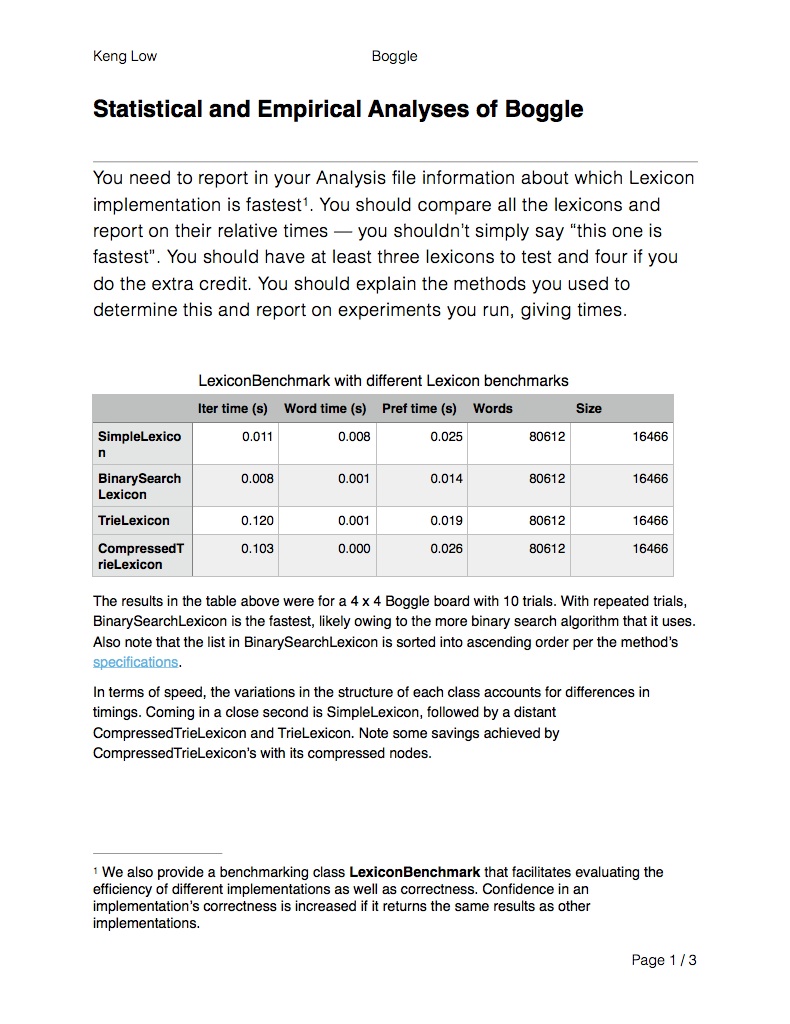 Keng Low Boggle
Statistical and Empirical Analyses of Boggle
You need to report in your Analysis file information about which Lexicon
implementation is fastest¹. You should compare all the lexicons and
report on their relative times — you shouldn’t simply say “this one is
fastest”. You should have at least three lexicons to test and four if you
do the extra credit. You should explain the methods you used to
determine this and report on experiments you run, giving times.
LexiconBenchmark with different Lexicon benchmarks
Iter time (s) Word time (s) Pref time (s) Words Size
SimpleLexico 0.011 0.008 0.025 80612 16466
n
BinarySearch 0.008 0.001 0.014 80612 16466
Lexicon
TrieLexicon 0.120 0.001 0.019 80612 16466
CompressedT 0.103 0.000 0.026 80612 16466
rieLexicon
The results in the table above were for a 4 x 4 Boggle board with 10 trials. With repeated trials,
BinarySearchLexicon is the fastest, likely owing to the more binary search algorithm that it uses.
Also note that the list in BinarySearchLexicon is sorted into ascending order per the method’s
specifications.
In terms of speed, the variations in the structure of each class accounts for differences in
timings. Coming in a close second is SimpleLexicon, followed by a distant
CompressedTrieLexicon and TrieLexicon. Note some savings achieved by
CompressedTrieLexicon’s with its compressed nodes.
¹ We also provide a benchmarking class LexiconBenchmark that facilitates evaluating the
efficiency of different implementations as well as correctness. Confidence in an
implementation’s correctness is increased if it returns the same results as other
implementations.
Page 1 / 3